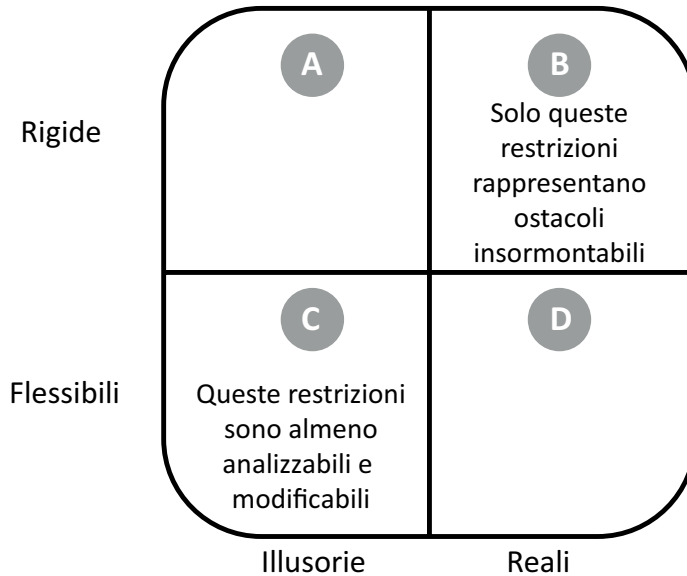 A
B
Rigide
Solo queste
restrizioni
rappresentano
ostacoli
insormontabili
C
D
Flessibili
Queste restrizioni
sono almeno
analizzabili e
modificabili
Illusorie
Reali